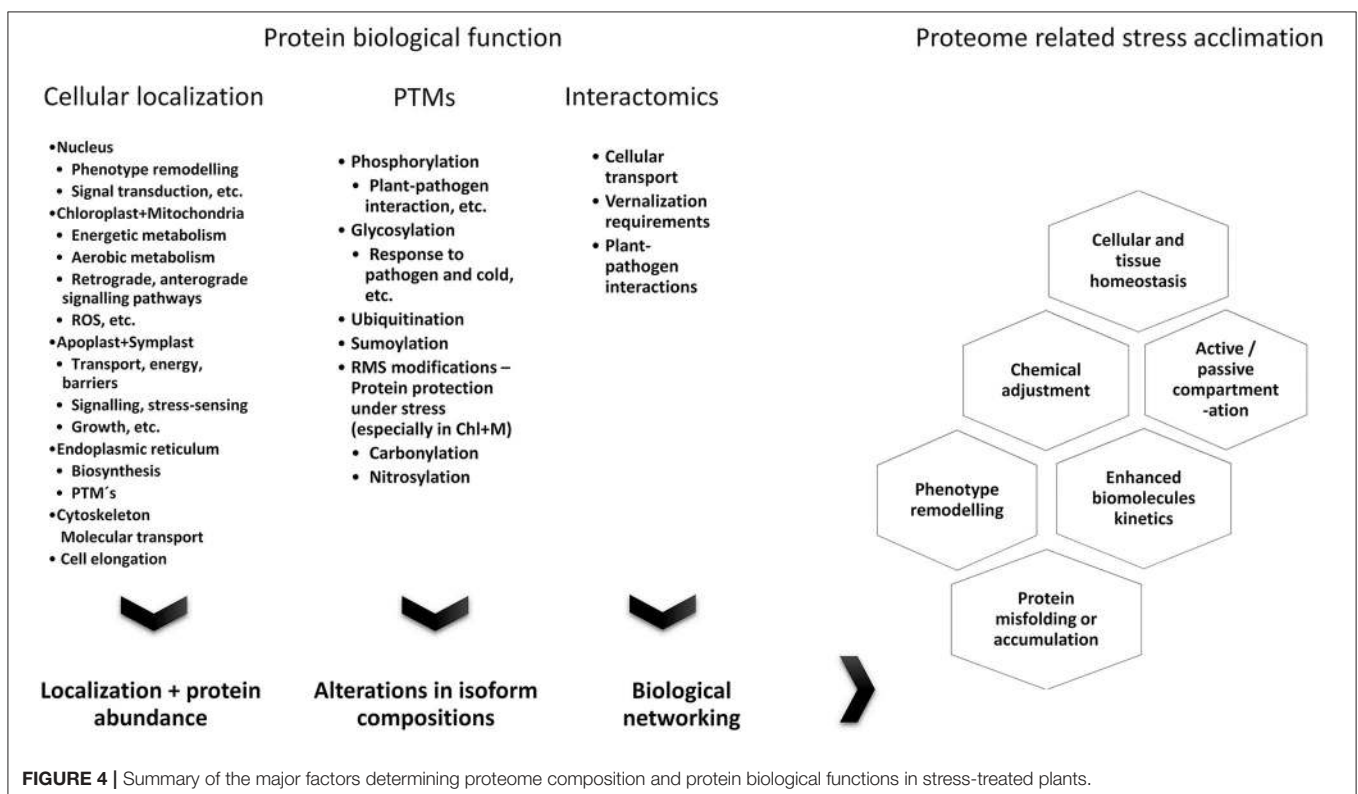 Protein biological function
Proteome related stress acclimation
Cellular localization
•Nucleus
• Phenotype remodelling
• Signal transduction, etc.
•Chloroplast+Mitochondria
• Energetic metabolism
• Aerobic metabolism
• Retrograde, anterograde
signalling pathways
• ROS, etc.
•Apoplast+Symplast
• Transport, energy,
barriers
• Signalling, stress-sensing
• Growth, etc.
•Endoplasmic reticulum
• Biosynthesis
• PTM´s
•Cytoskeleton
Molecular transport
• Cell elongation
Localization + protein
abundance
PTMs
• Phosphorylation
• Plant-pathogen
interaction, etc.
• Glycosylation
• Response to
pathogen and cold,
etc.
• Ubiquitination
• Sumoylation
• RMS modifications –
Protein protection
under stress
(especially in Chl+M)
• Carbonylation
• Nitrosylation
Alterations in isoform
compositions
Interactomics
• Cellular
transport
• Vernalization
requirements
• Plant-
pathogen
interactions
Biological
networking
Cellular and
tissue
homeostasis
Chemical
adjustment
Active /
passive
compartment
-ation
Phenotype
remodelling
Enhanced
biomolecules
kinetics
Protein
misfolding or
accumulation
FIGURE 4 | Summary of the major factors determining proteome composition and protein biological functions in stress-treated plants.